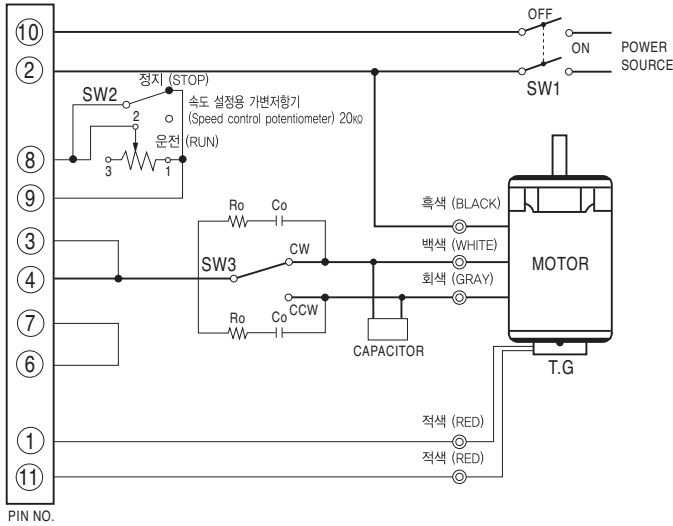 10
OFF
ON
POWER
SOURCE
2
SW1
정지 (STOP)
SW2
속도 설정용 가변저항기
(Speed control potentiometer) 20KΩ
2
운전 (RUN)
8
3
1
9
흑색 (BLACK)
Ro
Co
3
백색 (WHITE)
CW
SW3
MOTOR
4
회색 (GRAY)
CCW
7
Ro
Co
CAPACITOR
6
T.G
적색 (RED)
1
적색 (RED)
11
PIN NO.